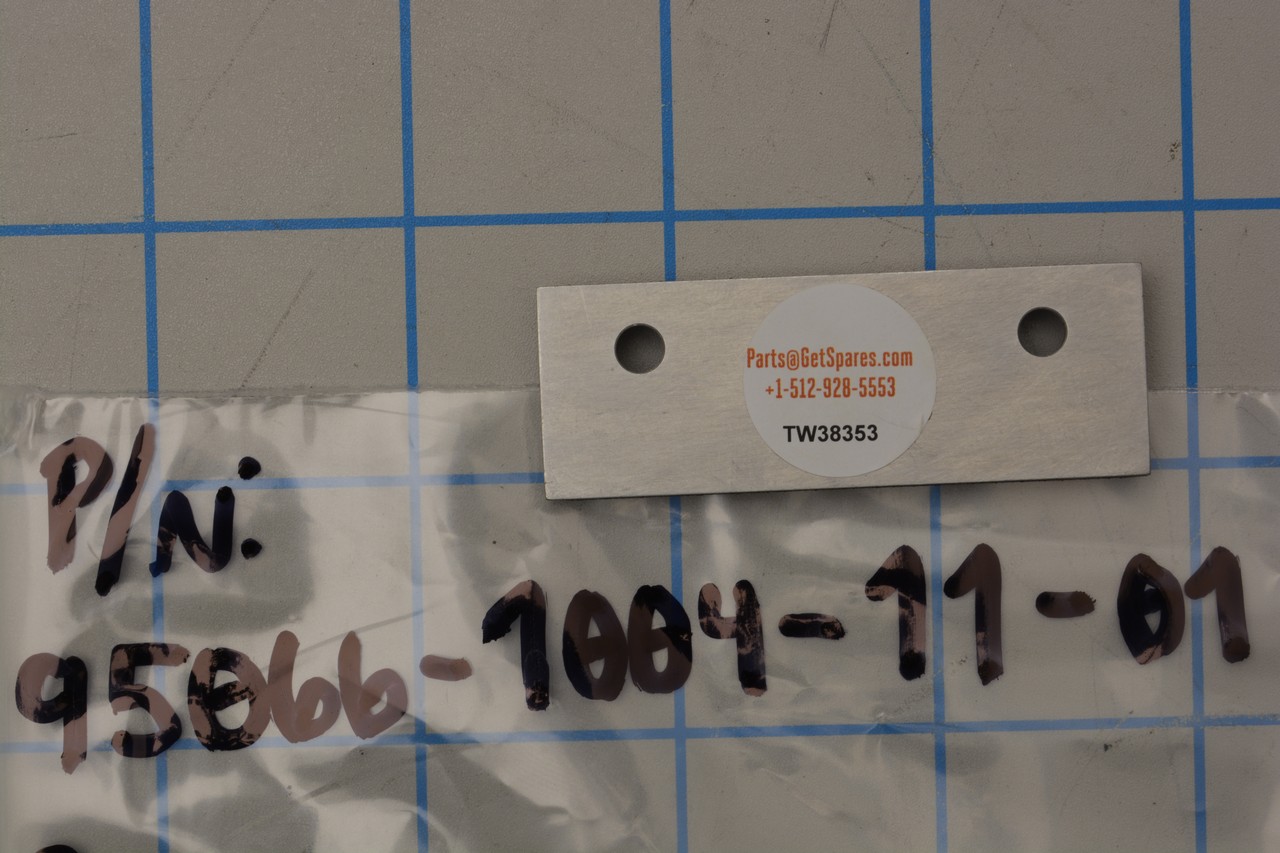 Parts@GetSpares.com
+1-512-928-5553
TW38353
P/N:
95066-1004-11-01